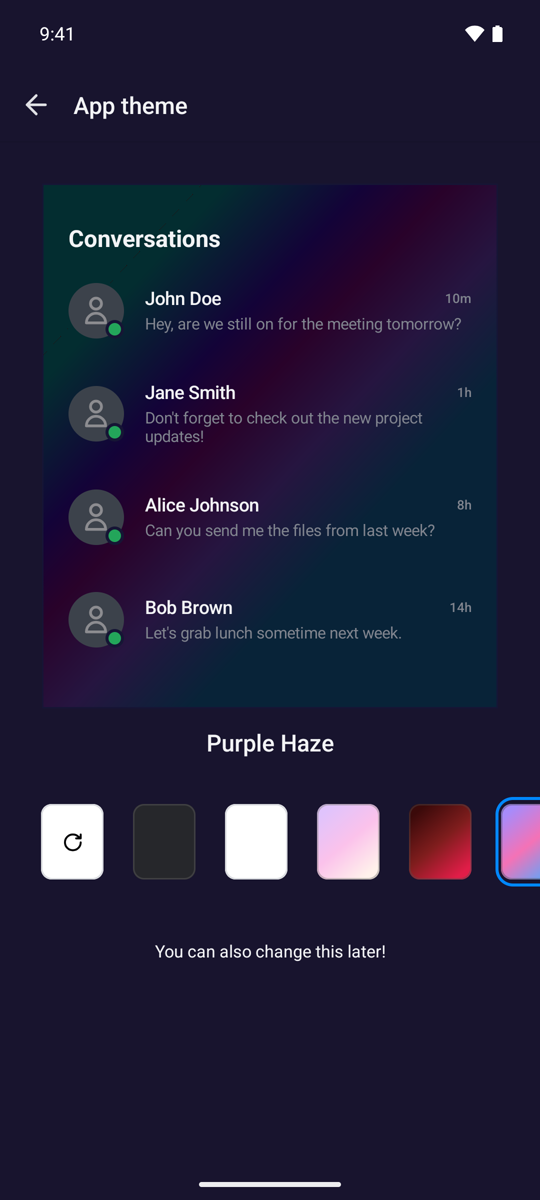 9:41
App theme
Conversations
John Doe
10m
Hey, are we still on for the meeting tomorrow?
Jane Smith
1h
Don't forget to check out the new project
updates!
Alice Johnson
8h
Can you send me the files from last week?
Bob Brown
14h
Let's grab lunch sometime next week.
Purple Haze
You can also change this later!